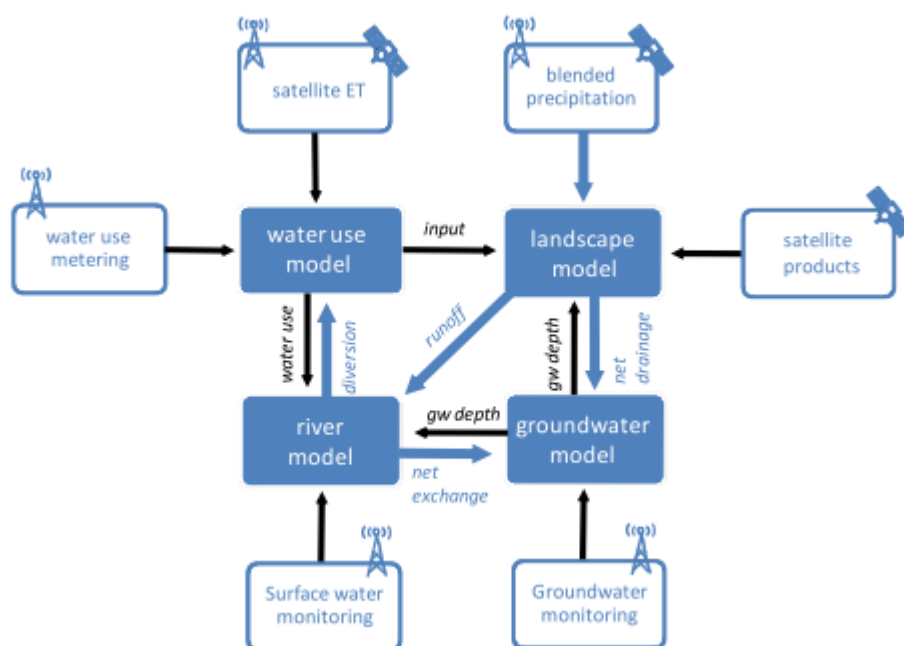 satellite ET
blended
precipitation
water use
metering
water use
model
input
landscape
model
satellite
products
water use
diversion
runoff
gw depth
net
drainage
river
model
gw depth
groundwater
model
net
exchange
Surface water
monitoring
Groundwater
monitoring